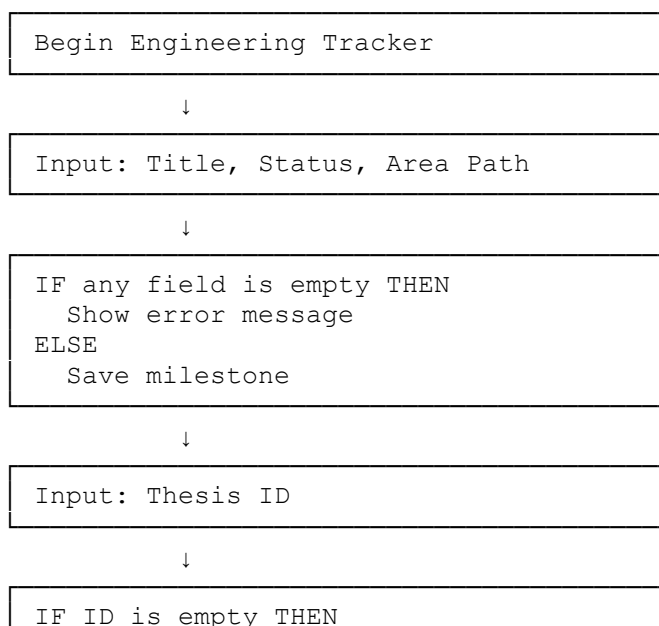 Begin Engineering Tracker
↓
Input: Title, Status, Area Path
↓
IF any field is empty THEN
Show error message
ELSE
Save milestone
↓
Input: Thesis ID
↓
IF ID is empty THEN